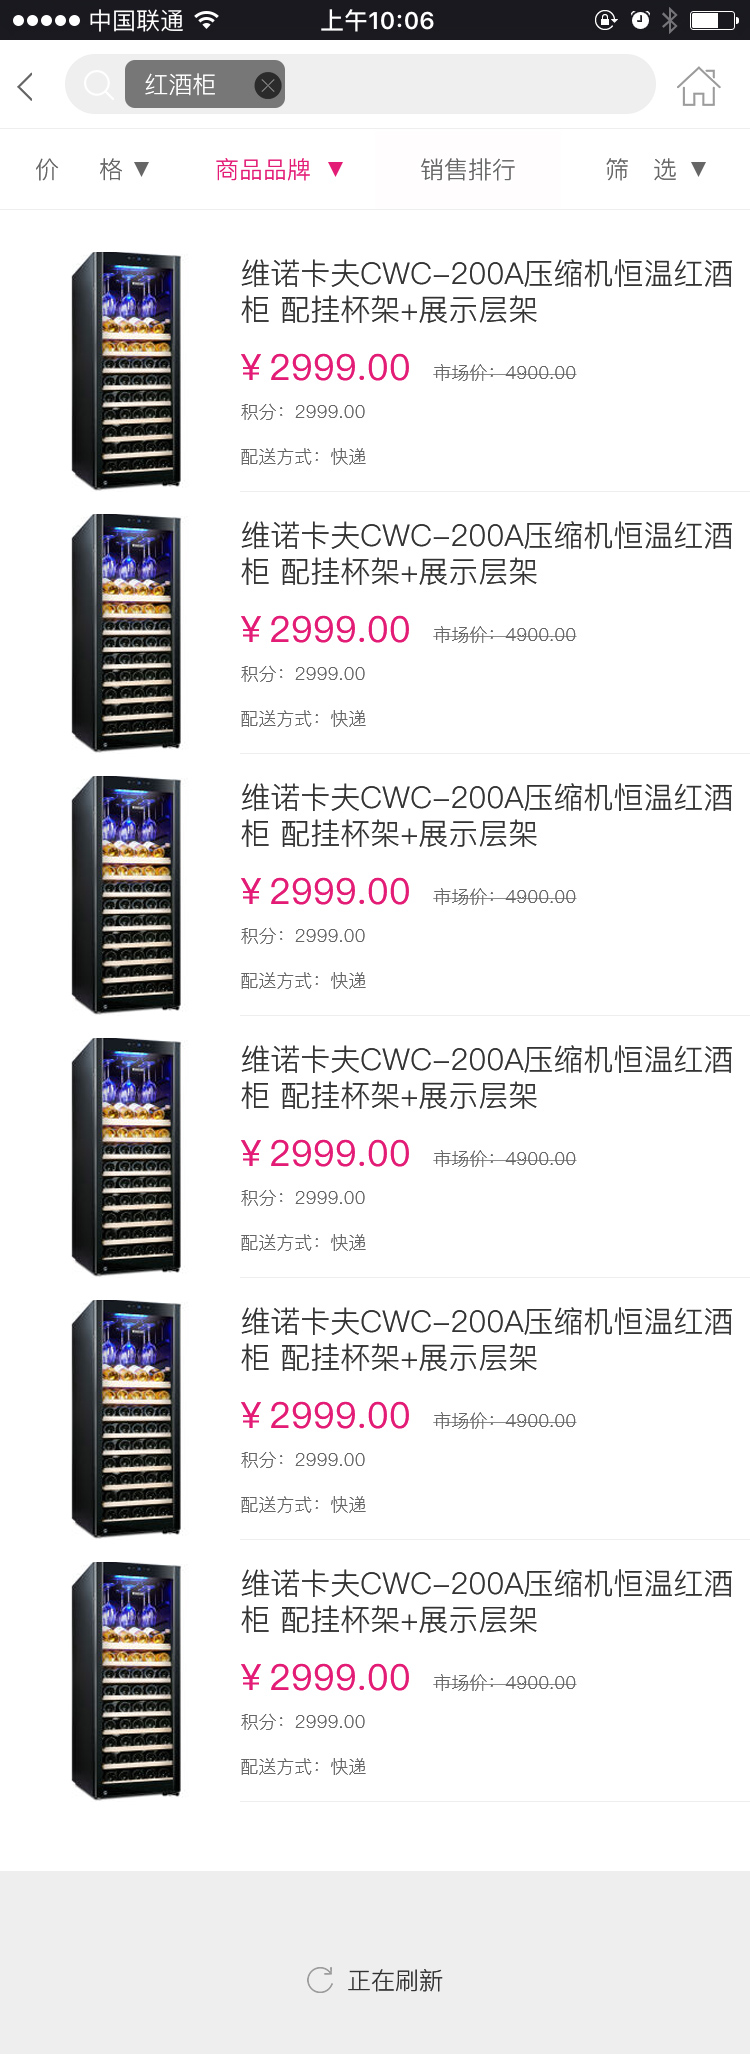 中国联通 上午10:06
红酒柜
价 格 ▼ 商品品牌 ▼ 销售排行 筛 选 ▼
维诺卡夫CWC-200A压缩机恒温红酒
柜 配挂杯架+展示层架
¥ 2999.00 市场价：4900.00
积分：2999.00
配送方式：快递
维诺卡夫CWC-200A压缩机恒温红酒
柜 配挂杯架+展示层架
¥ 2999.00 市场价：4900.00
积分：2999.00
配送方式：快递
维诺卡夫CWC-200A压缩机恒温红酒
柜 配挂杯架+展示层架
¥ 2999.00 市场价：4900.00
积分：2999.00
配送方式：快递
维诺卡夫CWC-200A压缩机恒温红酒
柜 配挂杯架+展示层架
¥ 2999.00 市场价：4900.00
积分：2999.00
配送方式：快递
维诺卡夫CWC-200A压缩机恒温红酒
柜 配挂杯架+展示层架
¥ 2999.00 市场价：4900.00
积分：2999.00
配送方式：快递
维诺卡夫CWC-200A压缩机恒温红酒
柜 配挂杯架+展示层架
¥ 2999.00 市场价：4900.00
积分：2999.00
配送方式：快递
正在刷新